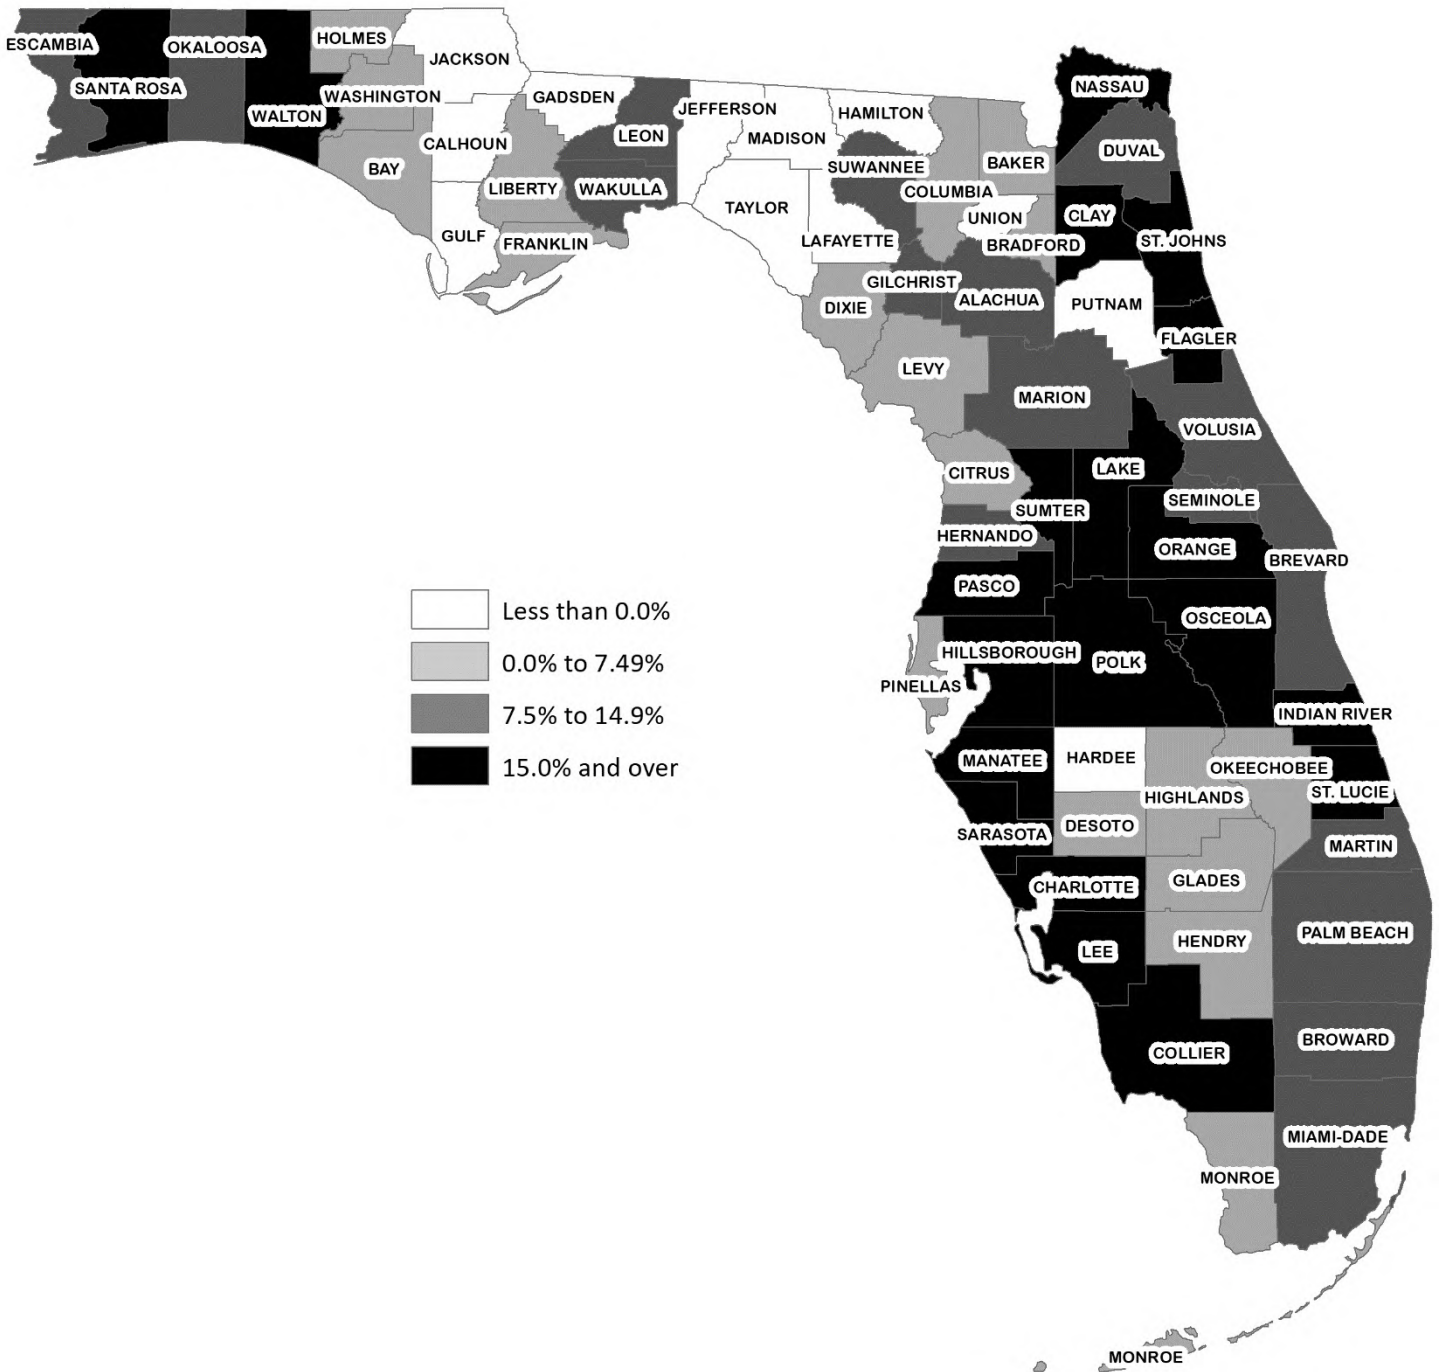 ESCAMBIA
SANTA ROSA
OKALOOSA
WALTON
HOLMES
WASHINGTON
JACKSON
BAY
CALHOUN
GULF
GADSDEN
LIBERTY
FRANKLIN
LEON
WAKULLA
JEFFERSON
MADISON
TAYLOR
HAMILTON
SUWANNEE
LAFAYETTE
COLUMBIA
BAKER
UNION
BRADFORD
NASSAU
DUVAL
CLAY
ST. JOHNS
GILCHRIST
ALACHUA
DIXIE
PUTNAM
FLAGLER
LEVY
MARION
VOLUSIA
CITRUS
LAKE
SUMTER
SEMINOLE
HERNANDO
ORANGE
BREVARD
PASCO
OSCEOLA
HILLSBOROUGH
POLK
PINELLAS
INDIAN RIVER
MANATEE
HARDEE
OKEECHOBEE
HIGHLANDS
ST. LUCIE
SARASOTA
DESOTO
MARTIN
CHARLOTTE
GLADES
LEE
HENDRY
PALM BEACH
COLLIER
BROWARD
MIAMI-DADE
MONROE
MONROE
Less than 0.0%
0.0% to 7.49%
7.5% to 14.9%
15.0% and over